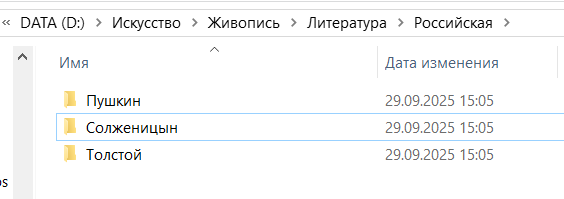 « DATA (D:) > Искусство > Живопись > Литература > Российская >
Имя Дата изменения
Пушкин 29.09.2025 15:05
Солженицын 29.09.2025 15:05
Толстой 29.09.2025 15:05